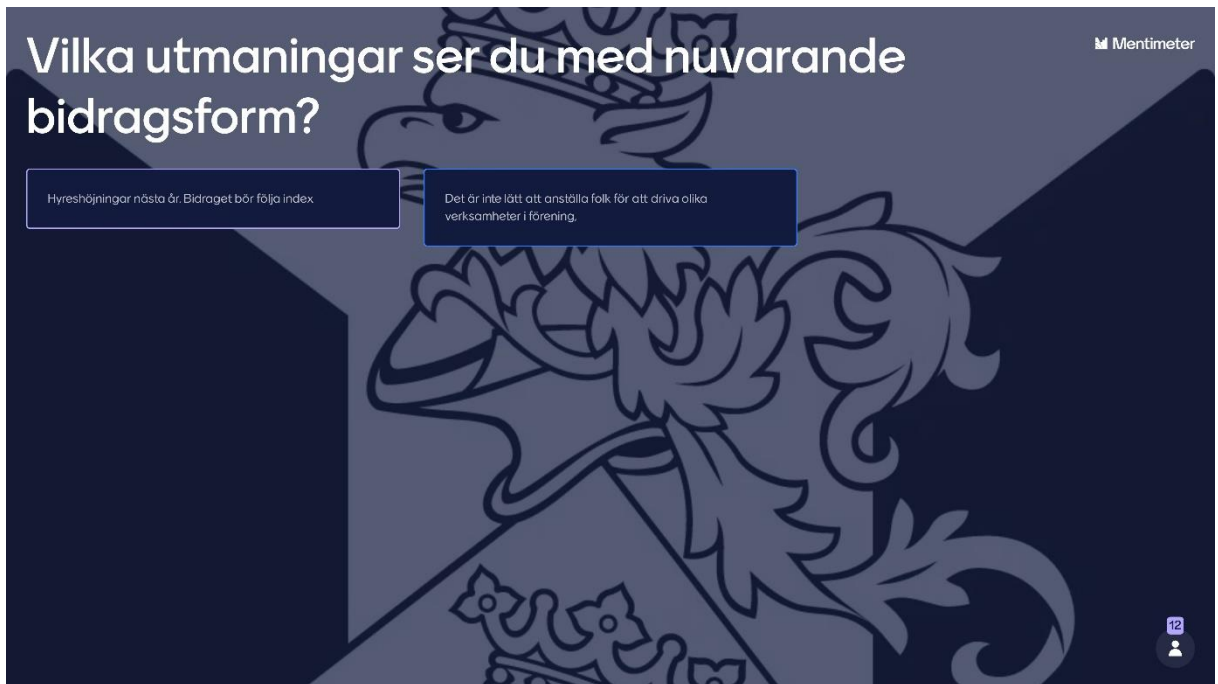 Vilka utmaningar ser du med nuvarande
bidragsform?
Mentimeter
Hyreshöjningar nästa år. Bidraget bör följa index
Det är inte lätt att anställa folk för att driva olika
verksamheter i förening,
12